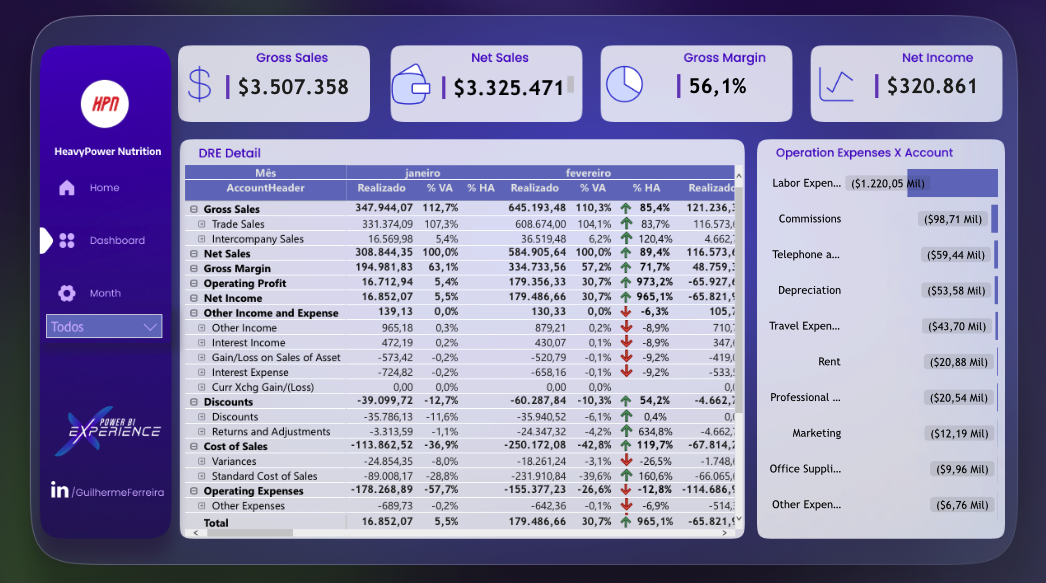 Gross Sales
$3.507.358
Net Sales
$3.325.471
Gross Margin
56,1%
Net Income
$320.861
HPN
HeavyPower Nutrition
Home
Dashboard
Month
Todos
POWER BI
EXPERIENCE
in /GuilhermeFerreira
DRE Detail
Mês janeiro fevereiro
AccountHeader Realizado % VA % HA Realizado % VA % HA Realizado
Gross Sales 347.944,07 112,7% 645.193,48 110,3% 85,4% 121.236,
Trade Sales 331.374,09 107,3% 608.674,00 104,1% 83,7% 116.573,
Intercompany Sales 16.569,98 5,4% 36.519,48 6,2% 120,4% 4.662,
Net Sales 308.844,35 100,0% 584.905,64 100,0% 89,4% 116.573,
Gross Margin 194.981,83 63,1% 334.733,56 57,2% 71,7% 48.759,
Operating Profit 16.712,94 5,4% 179.356,33 30,7% 973,2% -65.927,
Net Income 16.852,07 5,5% 179.486,66 30,7% 965,1% -65.821,
Other Income and Expense 139,13 0,0% 130,33 0,0% -6,3% 105,
Other Income 965,18 0,3% 879,21 0,2% -8,9% 710,
Interest Income 472,19 0,2% 430,07 0,1% -8,9% 347,
Gain/Loss on Sales of Asset -573,42 -0,2% -520,79 -0,1% -9,2% -419,
Interest Expense -724,82 -0,2% -658,16 -0,1% -9,2% -533,
Curr Xchg Gain/(Loss) 0,00 0,0% 0,00 0,0% 0,
Discounts -39.099,72 -12,7% -60.287,84 -10,3% 54,2% -4.662,
Discounts -35.786,13 -11,6% -35.940,52 -6,1% 0,4% 0,
Returns and Adjustments -3.313,59 -1,1% -24.347,32 -4,2% 634,8% -4.662,
Cost of Sales -113.862,52 -36,9% -250.172,08 -42,8% 119,7% -67.814,
Variances -24.854,35 -8,0% -18.261,24 -3,1% -26,5% -1.748,
Standard Cost of Sales -89.008,17 -28,8% -231.910,84 -39,6% 160,6% -66.065,
Operating Expenses -178.268,89 -57,7% -155.377,23 -26,6% -12,8% -114.686,
Other Expenses -689,73 -0,2% -642,36 -0,1% -6,9% -514,
Total 16.852,07 5,5% 179.486,66 30,7% 965,1% -65.821,
Operation Expenses X Account
Labor Expen... ($1.220,05 Mil)
Commissions ($98,71 Mil)
Telephone a... ($59,44 Mil)
Depreciation ($53,58 Mil)
Travel Expen... ($43,70 Mil)
Rent ($20,88 Mil)
Professional ... ($20,54 Mil)
Marketing ($12,19 Mil)
Office Suppli... ($9,96 Mil)
Other Expen... ($6,76 Mil)